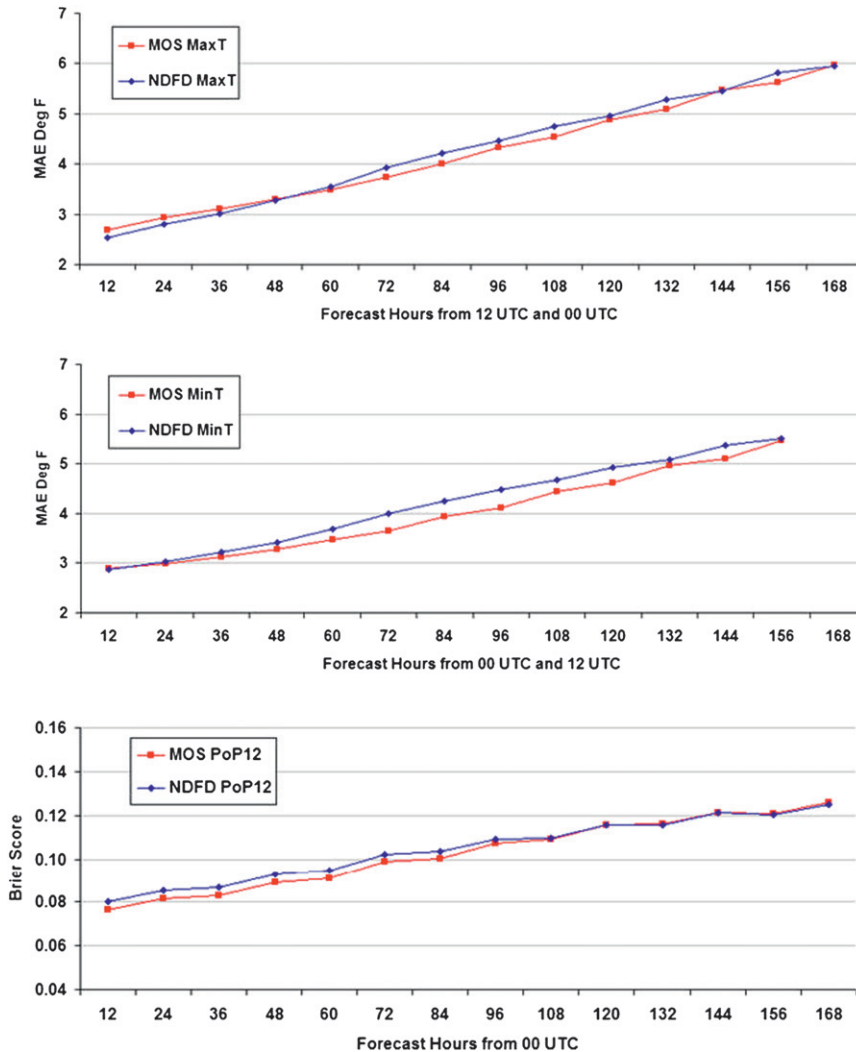 7
6
5
4
3
2
MAE Deg F
MOS MaxT
NDFD MaxT
12 24 36 48 60 72 84 96 108 120 132 144 156 168
Forecast Hours from 12 UTC and 00 UTC
7
6
5
4
3
2
MAE Deg F
MOS MinT
NDFD MinT
12 24 36 48 60 72 84 96 108 120 132 144 156 168
Forecast Hours from 00 UTC and 12 UTC
0.16
0.14
0.12
0.10
0.08
0.06
0.04
Brier Score
MOS PoP12
NDFD PoP12
12 24 36 48 60 72 84 96 108 120 132 144 156 168
Forecast Hours from 00 UTC